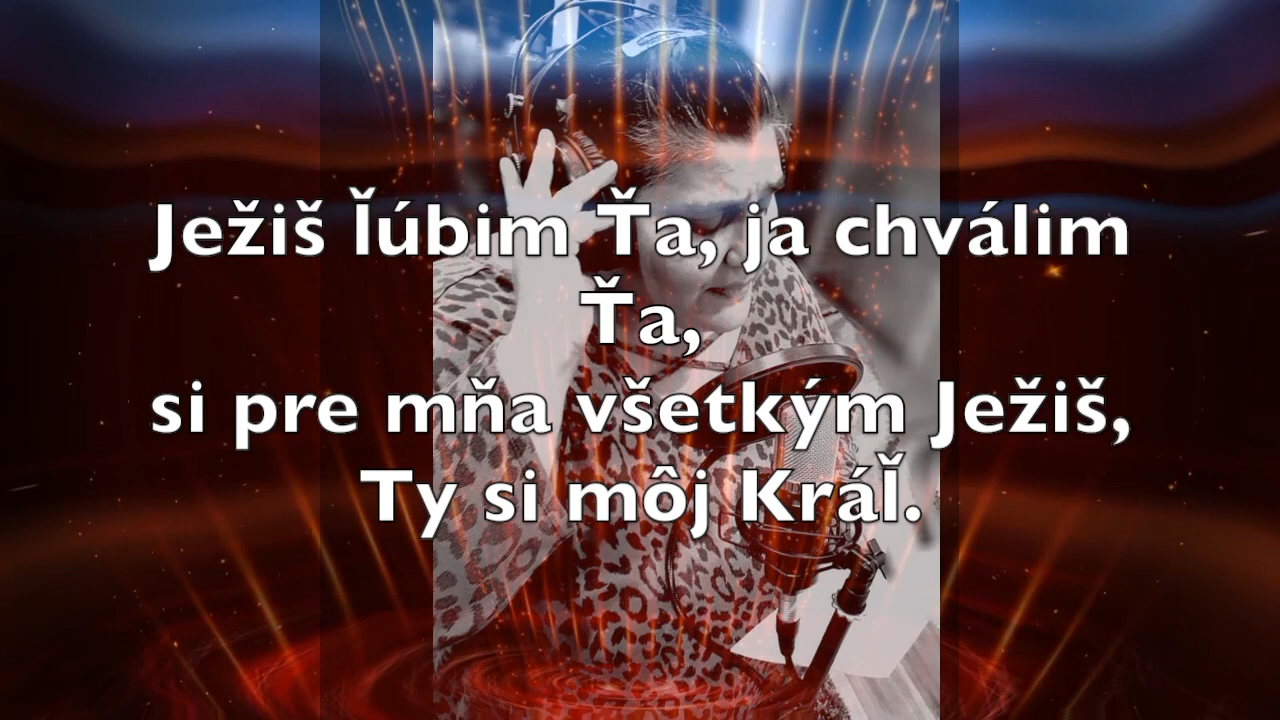 Ježiš ľúbim Ťa, ja chválim
Ťa,
si pre mňa všetkým Ježiš,
Ty si môj Kráľ.